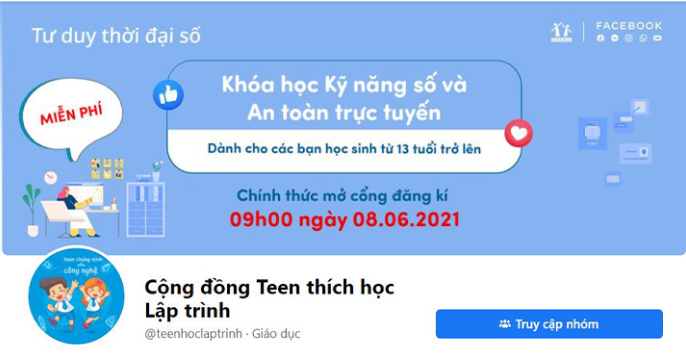 Tư duy thời đại số
FACEBOOK
Khóa học Kỹ năng số và
An toàn trực tuyến
MIỄN PHÍ
Dành cho các bạn học sinh từ 13 tuổi trở lên
Chính thức mở cổng đăng kí
09h00 ngày 08.06.2021
teen chứng mình
yêu
công nghệ
Cộng đồng Teen thích học
Lập trình
@teenhoclaptrinh · Giáo dục
Truy cập nhóm